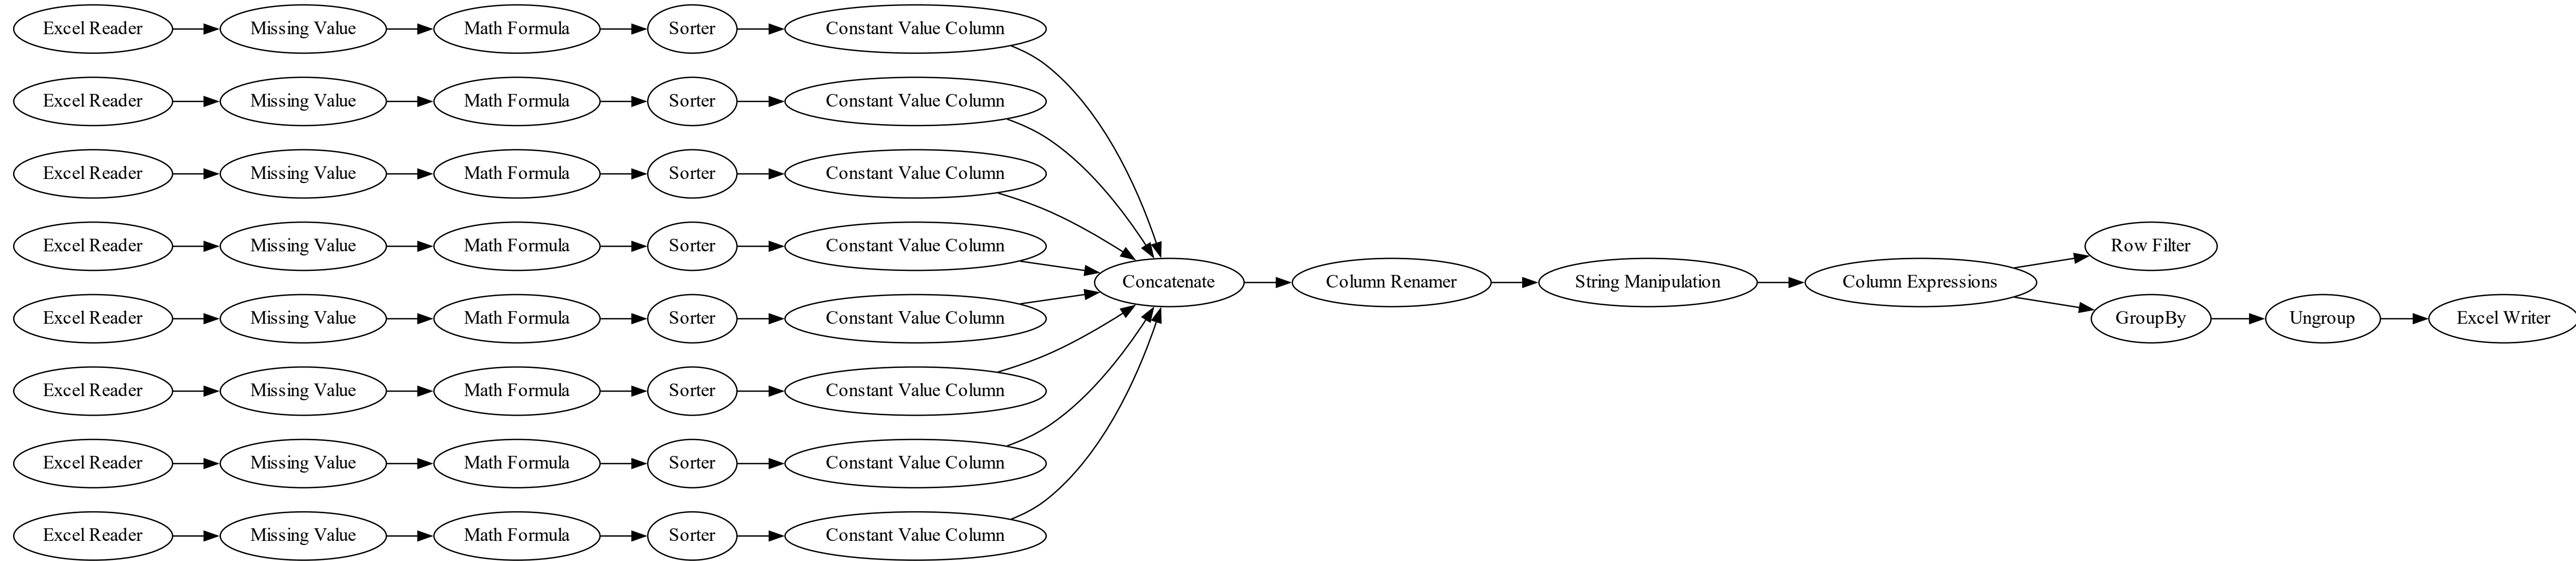 Excel Reader Missing Value Math Formula Sorter Constant Value Column
Excel Reader Missing Value Math Formula Sorter Constant Value Column
Excel Reader Missing Value Math Formula Sorter Constant Value Column
Excel Reader Missing Value Math Formula Sorter Constant Value Column Row Filter
Concatenate Column Renamer String Manipulation Column Expressions
Excel Reader Missing Value Math Formula Sorter Constant Value Column GroupBy Ungroup Excel Writer
Excel Reader Missing Value Math Formula Sorter Constant Value Column
Excel Reader Missing Value Math Formula Sorter Constant Value Column
Excel Reader Missing Value Math Formula Sorter Constant Value Column